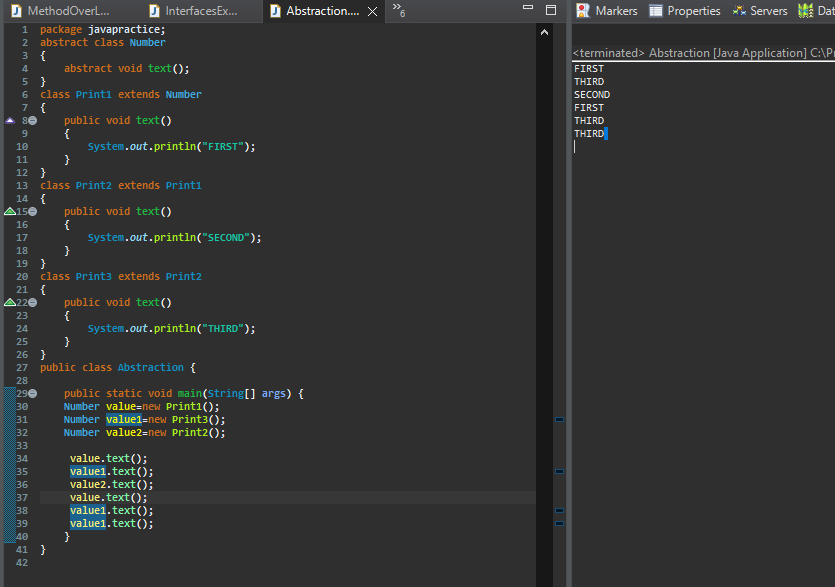 MethodOverL...
InterfacesEx...
Abstraction....
6
Markers
Properties
Servers
Dat
1 package javapractice;
2 abstract class Number
3 {
4 abstract void text();
5 }
6 class Print1 extends Number
7 {
8 public void text()
9 {
10 System.out.println("FIRST");
11 }
12 }
13 class Print2 extends Print1
14 {
15 public void text()
16 {
17 System.out.println("SECOND");
18 }
19 }
20 class Print3 extends Print2
21 {
22 public void text()
23 {
24 System.out.println("THIRD");
25 }
26 }
27 public class Abstraction {
28
29 public static void main(String[] args) {
30 Number value=new Print1();
31 Number value1=new Print3();
32 Number value2=new Print2();
33
34 value.text();
35 value1.text();
36 value2.text();
37 value.text();
38 value1.text();
39 value1.text();
40 }
41 }
42
<terminated> Abstraction [Java Application] C:\Pr
FIRST
THIRD
SECOND
FIRST
THIRD
THIRD